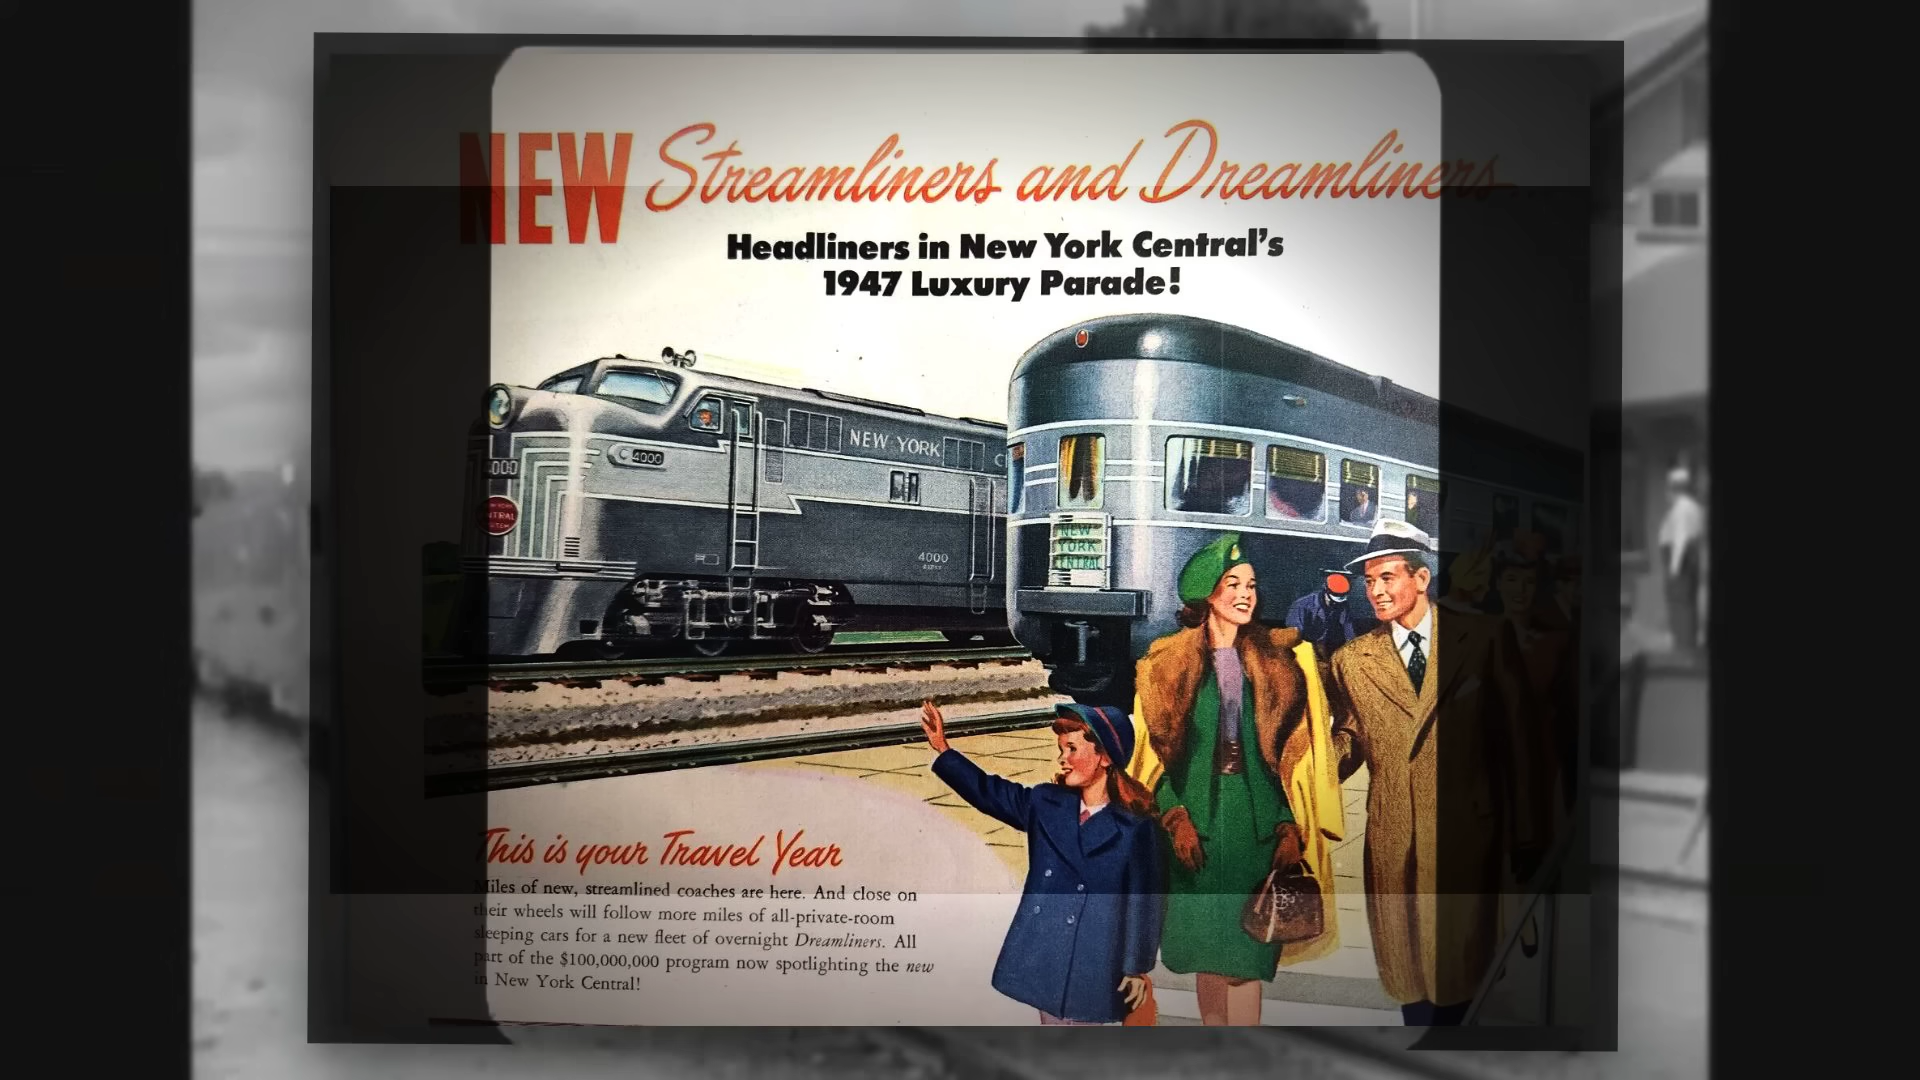 NEW Streamliners and Dreamliners...
Headliners in New York Central's
1947 Luxury Parade!
NEW YORK
4000
4000
4000
NEW
YORK
CENTRAL
This is your Travel Year
Miles of new, streamlined coaches are here. And close on
their wheels will follow more miles of all-private-room
sleeping cars for a new fleet of overnight Dreamliners. All
part of the $100,000,000 program now spotlighting the new
in New York Central!